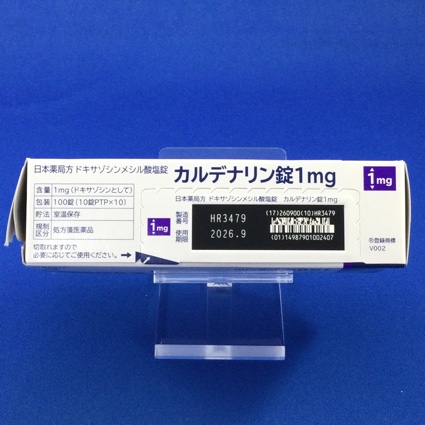 日本薬局方 ドキサゾシンメシル酸塩錠 カルデナリン錠1mg
含量 1mg(ドキサゾシンとして)
包装 100錠(10錠PTP×10)
貯法 室温保存
規制区分 処方箋医薬品
切取れますので
必要に応じてご使用ください。
1mg
日本薬局方 ドキサゾシンメシル酸塩錠 カルデナリン錠1mg
製造番号 HR3479
使用期限 2026.9
(17)260900(10)HR3479
(01)14987901002407
1mg
®登録商標
V002